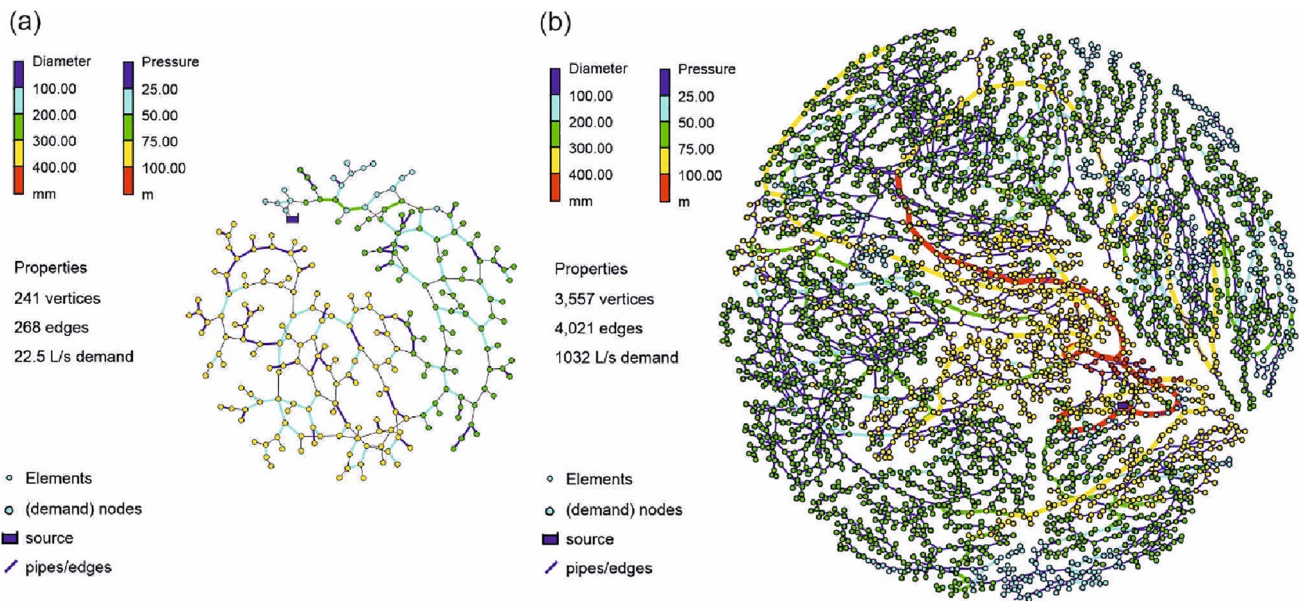 (a)
Diameter
100.00
200.00
300.00
400.00
mm
Pressure
25.00
50.00
75.00
100.00
m
Properties
241 vertices
268 edges
22.5 L/s demand
Elements
(demand) nodes
source
pipes/edges
(b)
Diameter
100.00
200.00
300.00
400.00
mm
Pressure
25.00
50.00
75.00
100.00
m
Properties
3,557 vertices
4,021 edges
1032 L/s demand
Elements
(demand) nodes
source
pipes/edges